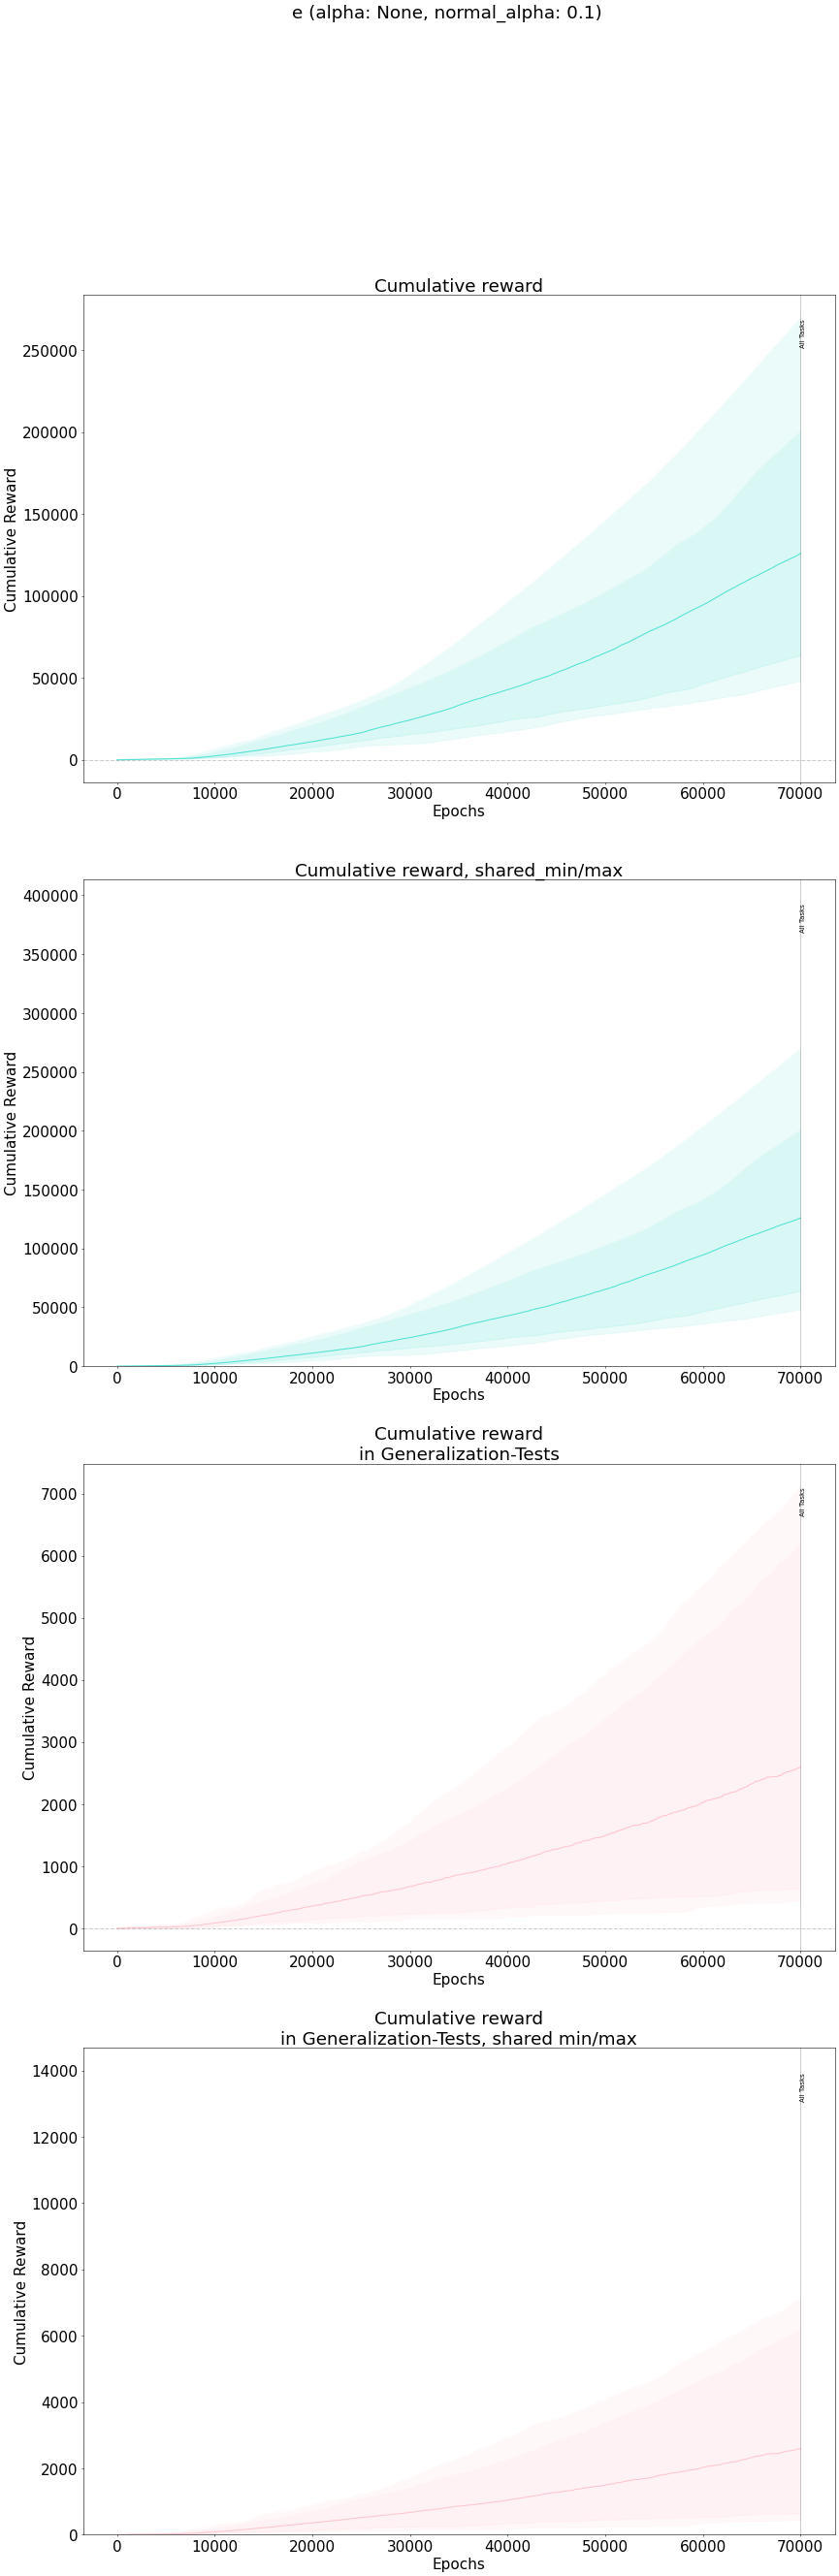 e (alpha: None, normal_alpha: 0.1)
Cumulative reward
250000
200000
150000
100000
50000
0
Cumulative Reward
All Tasks
0 10000 20000 30000 40000 50000 60000 70000
Epochs
Cumulative reward, shared_min/max
400000
350000
300000
250000
200000
150000
100000
50000
0
Cumulative Reward
All Tasks
0 10000 20000 30000 40000 50000 60000 70000
Epochs
Cumulative reward
in Generalization-Tests
7000
6000
5000
4000
3000
2000
1000
0
Cumulative Reward
All Tasks
0 10000 20000 30000 40000 50000 60000 70000
Epochs
Cumulative reward
in Generalization-Tests, shared min/max
14000
12000
10000
8000
6000
4000
2000
0
Cumulative Reward
All Tasks
0 10000 20000 30000 40000 50000 60000 70000
Epochs